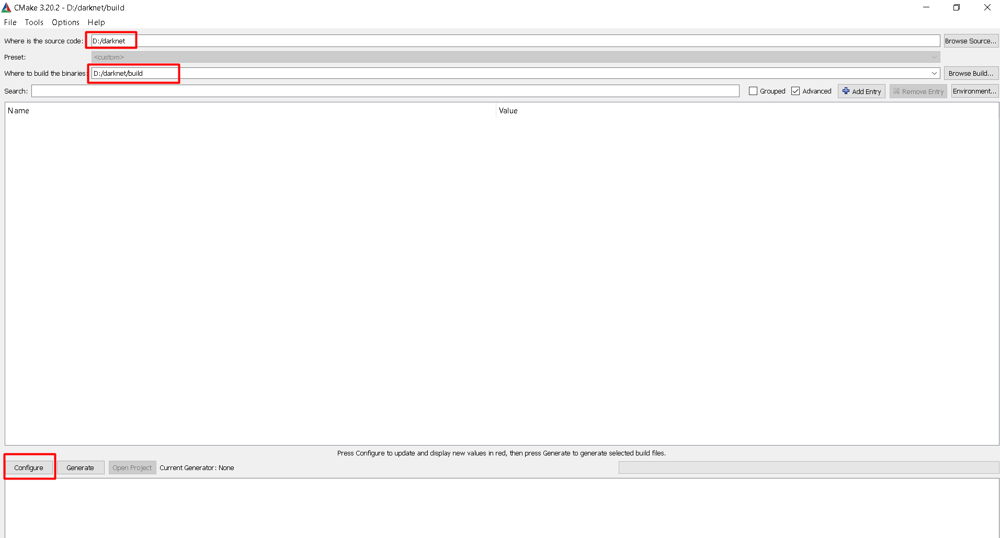 CMake 3.20.2 - D:/darknet/build
File Tools Options Help
Where is the source code: D:/darknet Browse Source...
Preset: <custom>
Where to build the binaries: D:/darknet/build Browse Build...
Search: Grouped Advanced Add Entry Remove Entry Environment...
Name Value
Press Configure to update and display new values in red, then press Generate to generate selected build files.
Configure Generate Open Project Current Generator: None